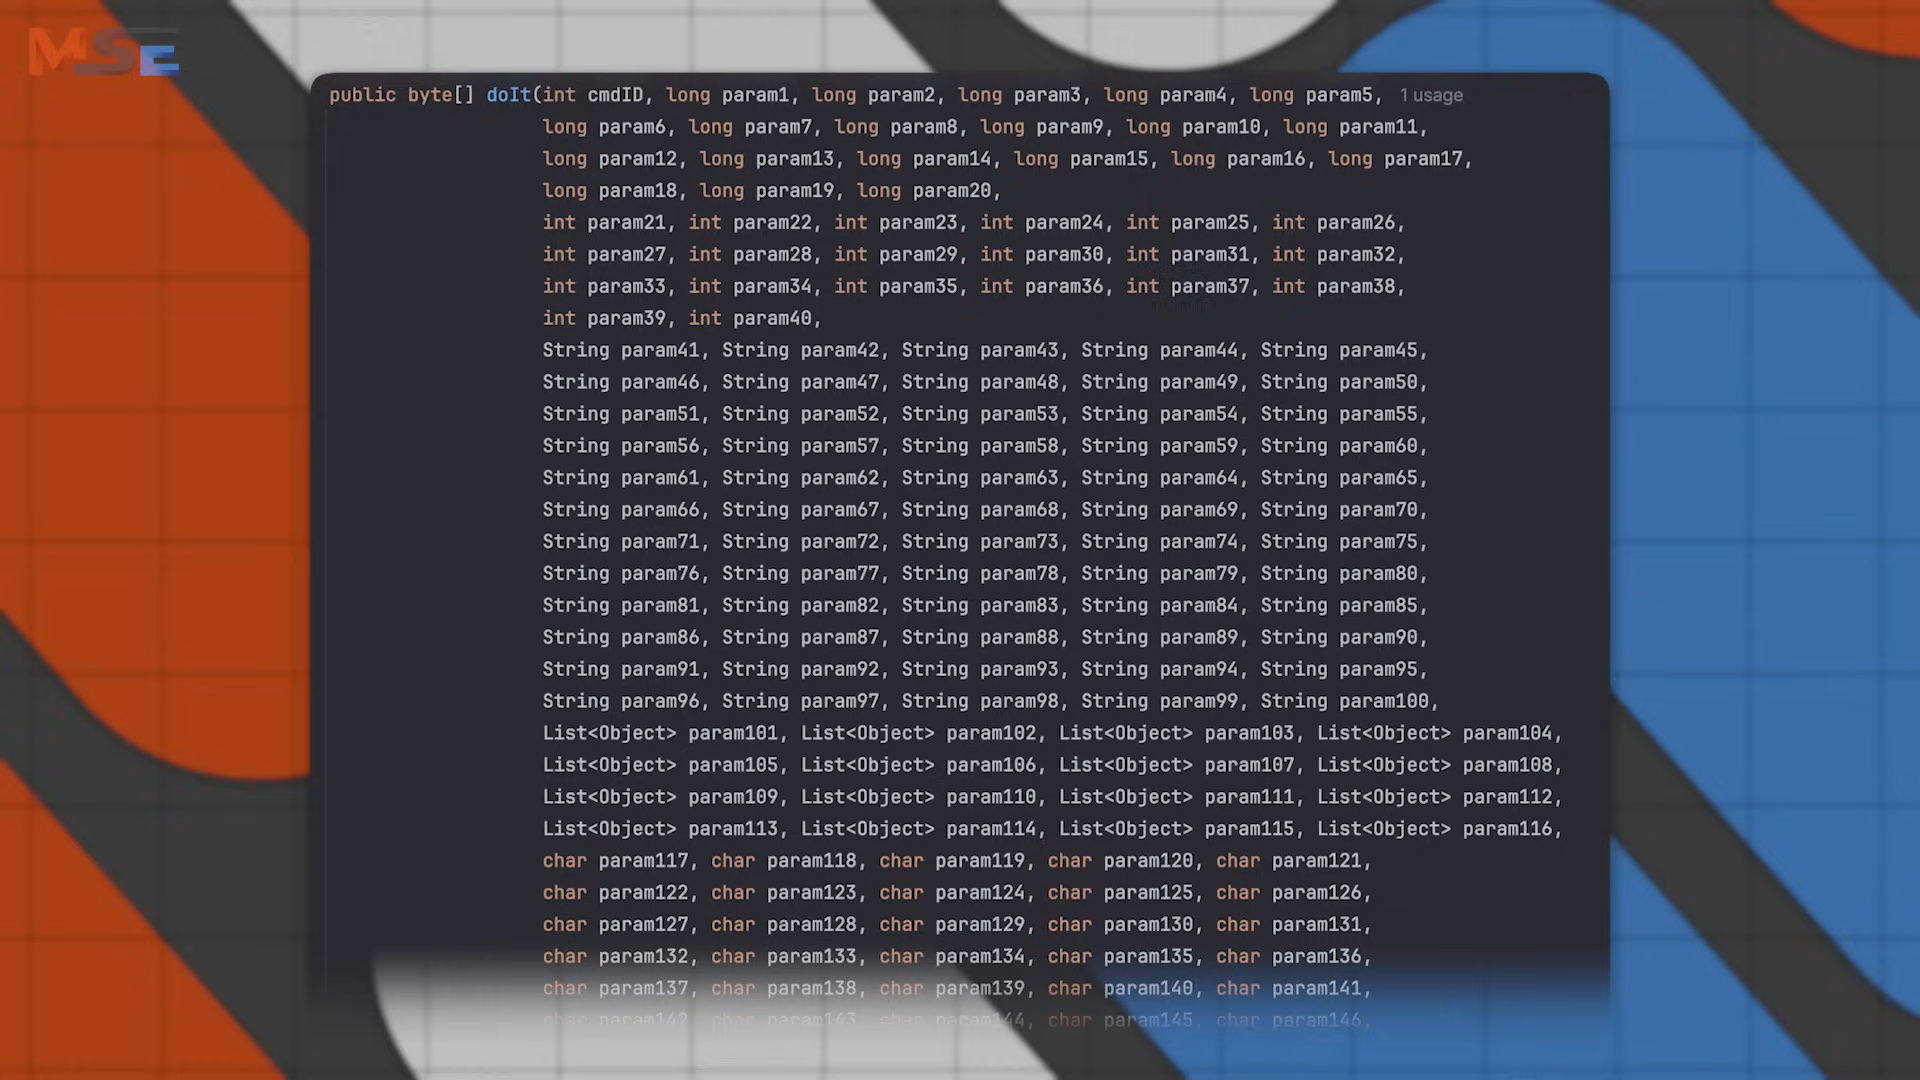 MSE
public byte[] doIt(int cmdID, long param1, long param2, long param3, long param4, long param5, 1 usage
long param6, long param7, long param8, long param9, long param10, long param11,
long param12, long param13, long param14, long param15, long param16, long param17,
long param18, long param19, long param20,
int param21, int param22, int param23, int param24, int param25, int param26,
int param27, int param28, int param29, int param30, int param31, int param32,
int param33, int param34, int param35, int param36, int param37, int param38,
int param39, int param40,
String param41, String param42, String param43, String param44, String param45,
String param46, String param47, String param48, String param49, String param50,
String param51, String param52, String param53, String param54, String param55,
String param56, String param57, String param58, String param59, String param60,
String param61, String param62, String param63, String param64, String param65,
String param66, String param67, String param68, String param69, String param70,
String param71, String param72, String param73, String param74, String param75,
String param76, String param77, String param78, String param79, String param80,
String param81, String param82, String param83, String param84, String param85,
String param86, String param87, String param88, String param89, String param90,
String param91, String param92, String param93, String param94, String param95,
String param96, String param97, String param98, String param99, String param100,
List<Object> param101, List<Object> param102, List<Object> param103, List<Object> param104,
List<Object> param105, List<Object> param106, List<Object> param107, List<Object> param108,
List<Object> param109, List<Object> param110, List<Object> param111, List<Object> param112,
List<Object> param113, List<Object> param114, List<Object> param115, List<Object> param116,
char param117, char param118, char param119, char param120, char param121,
char param122, char param123, char param124, char param125, char param126,
char param127, char param128, char param129, char param130, char param131,
char param132, char param133, char param134, char param135, char param136,
char param137, char param138, char param139, char param140, char param141,
char param142, char param143, char param144, char param145, char param146,